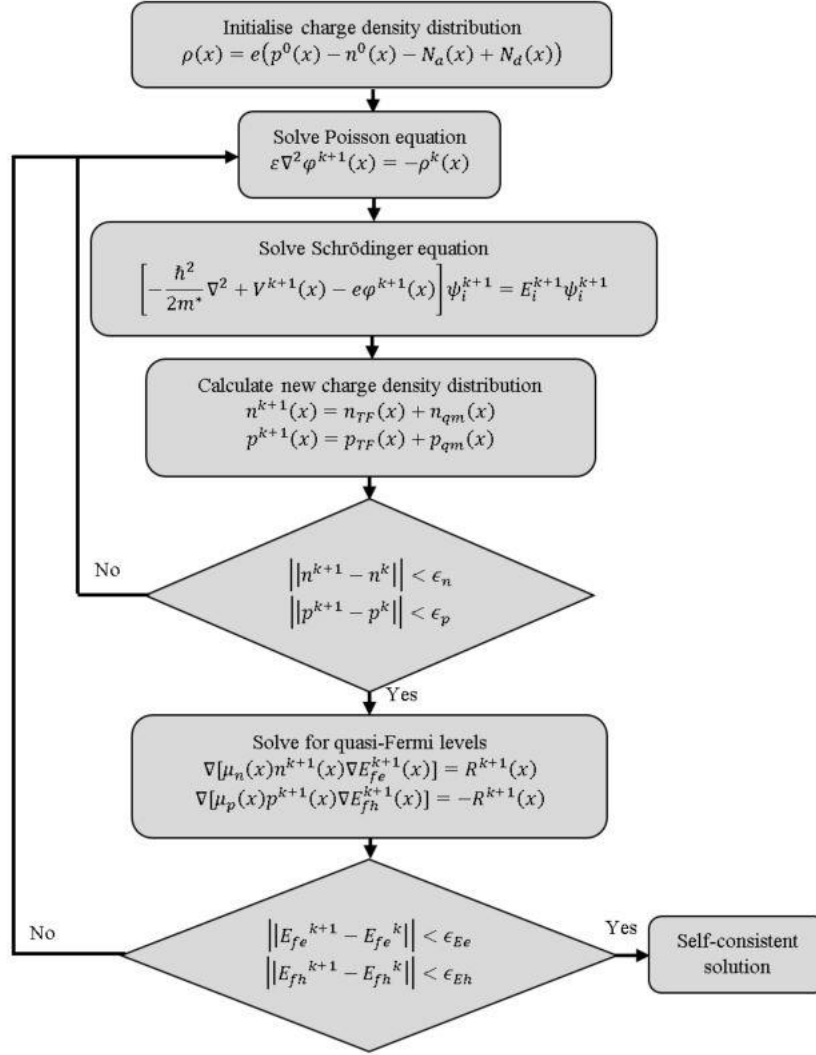 Initialise charge density distribution
ρ(x) = e(p⁰(x) − n⁰(x) − Nₐ(x) + N_d(x))
Solve Poisson equation
ε∇²φ^{k+1}(x) = −ρ^k(x)
Solve Schrödinger equation
[−ħ²/2m* ∇² + V^{k+1}(x) − eφ^{k+1}(x)] ψ_i^{k+1} = E_i^{k+1} ψ_i^{k+1}
Calculate new charge density distribution
n^{k+1}(x) = n_{TF}(x) + n_{qm}(x)
p^{k+1}(x) = p_{TF}(x) + p_{qm}(x)
No
||n^{k+1} − n^k|| < ϵ_n
||p^{k+1} − p^k|| < ϵ_p
Yes
Solve for quasi-Fermi levels
∇[μ_n(x)n^{k+1}(x)∇E_{fe}^{k+1}(x)] = R^{k+1}(x)
∇[μ_p(x)p^{k+1}(x)∇E_{fh}^{k+1}(x)] = −R^{k+1}(x)
No
||E_{fe}^{k+1} − E_{fe}^k|| < ϵ_{Ee}
||E_{fh}^{k+1} − E_{fh}^k|| < ϵ_{Eh}
Yes
Self-consistent
solution